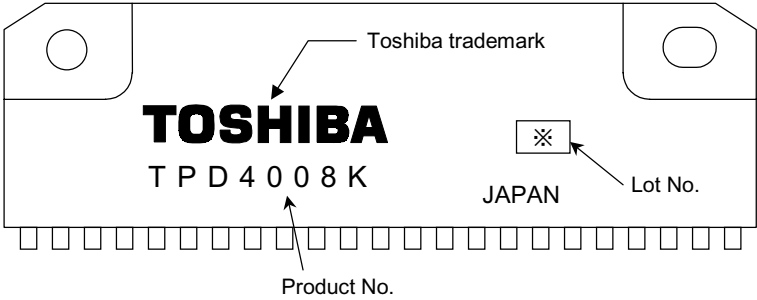 Toshiba trademark
TOSHIBA
※
TPD4008K
Lot No.
JAPAN
Product No.